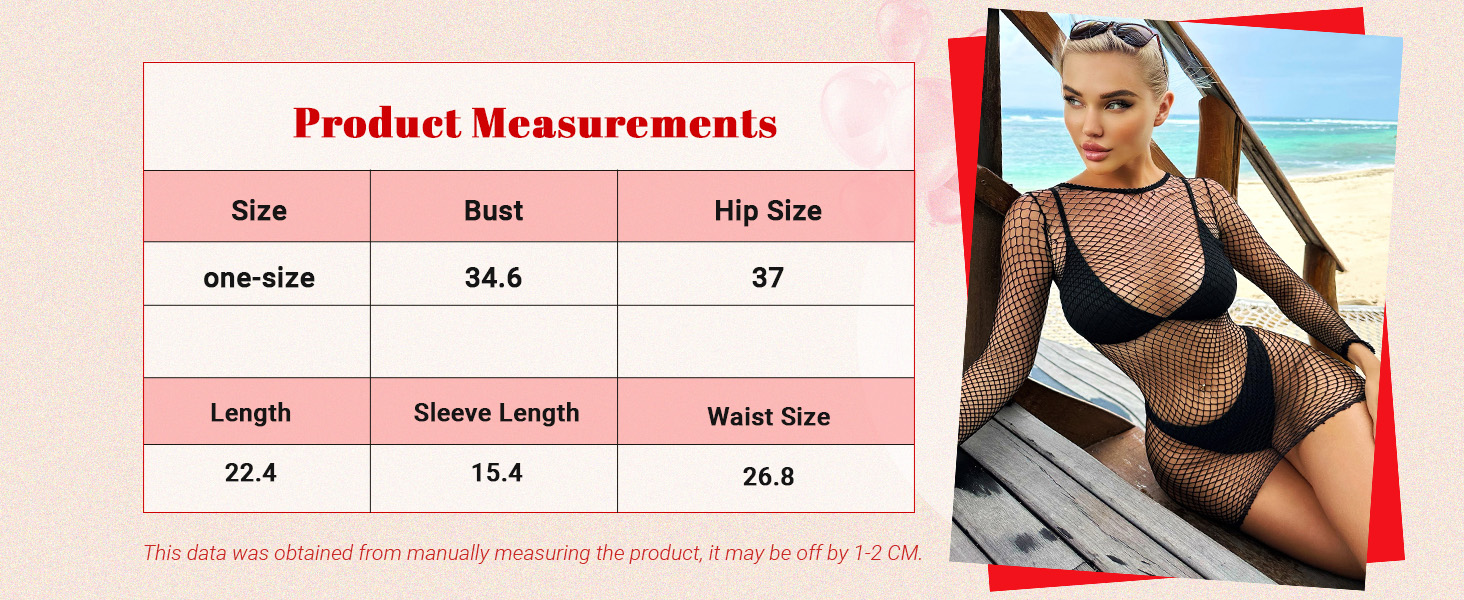 Product Measurements
Size Bust Hip Size
one-size 34.6 37
Length Sleeve Length Waist Size
22.4 15.4 26.8
This data was obtained from manually measuring the product, it may be off by 1-2 CM.